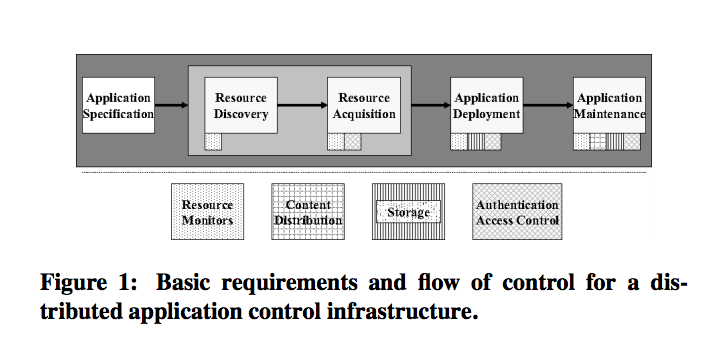 Application
Specification
Resource
Discovery
Resource
Acquisition
Application
Deployment
Application
Maintenance
Resource
Monitors
Content
Distribution
Storage
Authentication
Access Control
Figure 1: Basic requirements and flow of control for a dis-
tributed application control infrastructure.